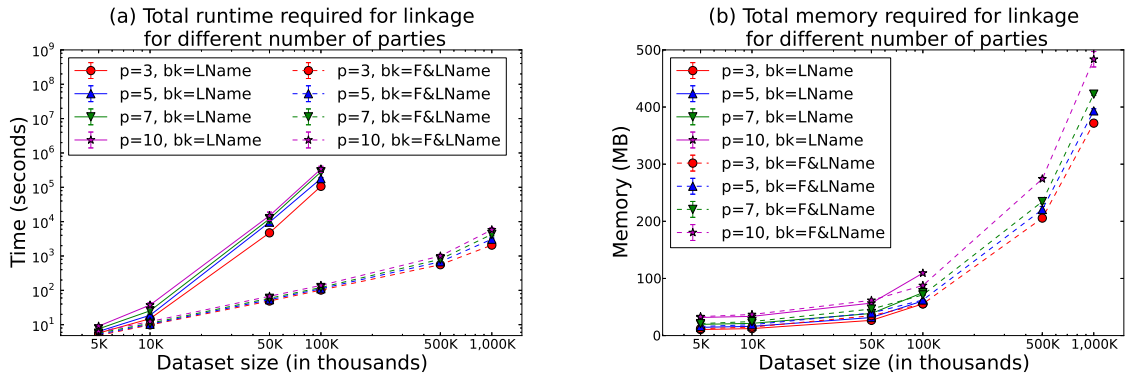 (a) Total runtime required for linkage
for different number of parties
10^9
10^8
10^7
10^6
10^5
10^4
10^3
10^2
10^1
Time (seconds)
p=3, bk=LName
p=5, bk=LName
p=7, bk=LName
p=10, bk=LName
p=3, bk=F&LName
p=5, bk=F&LName
p=7, bk=F&LName
p=10, bk=F&LName
5K 10K 50K 100K 500K 1,000K
Dataset size (in thousands)
(b) Total memory required for linkage
for different number of parties
500
400
300
200
100
0
Memory (MB)
p=3, bk=LName
p=5, bk=LName
p=7, bk=LName
p=10, bk=LName
p=3, bk=F&LName
p=5, bk=F&LName
p=7, bk=F&LName
p=10, bk=F&LName
5K 10K 50K 100K 500K 1,000K
Dataset size (in thousands)